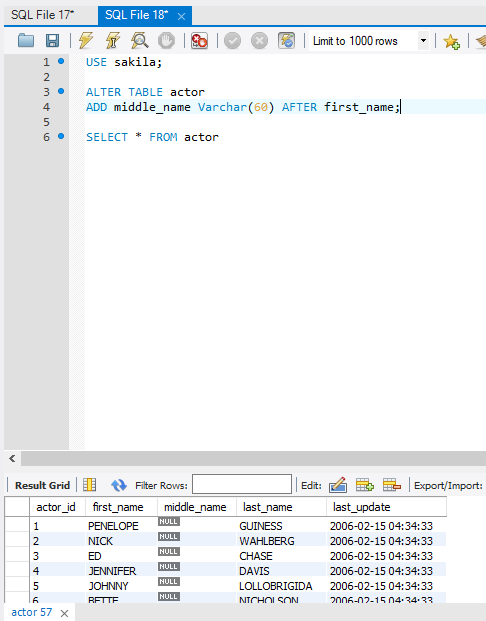 SQL File 17* SQL File 18* ×
Limit to 1000 rows
1 USE sakila;
2
3 ALTER TABLE actor
4 ADD middle_name Varchar(60) AFTER first_name;
5
6 SELECT * FROM actor
Result Grid Filter Rows: Edit: Export/Import:
actor_id first_name middle_name last_name last_update
1 PENELOPE NULL GUINESS 2006-02-15 04:34:33
2 NICK NULL WAHLBERG 2006-02-15 04:34:33
3 ED NULL CHASE 2006-02-15 04:34:33
4 JENNIFER NULL DAVIS 2006-02-15 04:34:33
5 JOHNNY NULL LOLLOBRIGIDA 2006-02-15 04:34:33
6 BETTE NULL NICHOLSON 2006-02-15 04:34:33
actor 57 ×